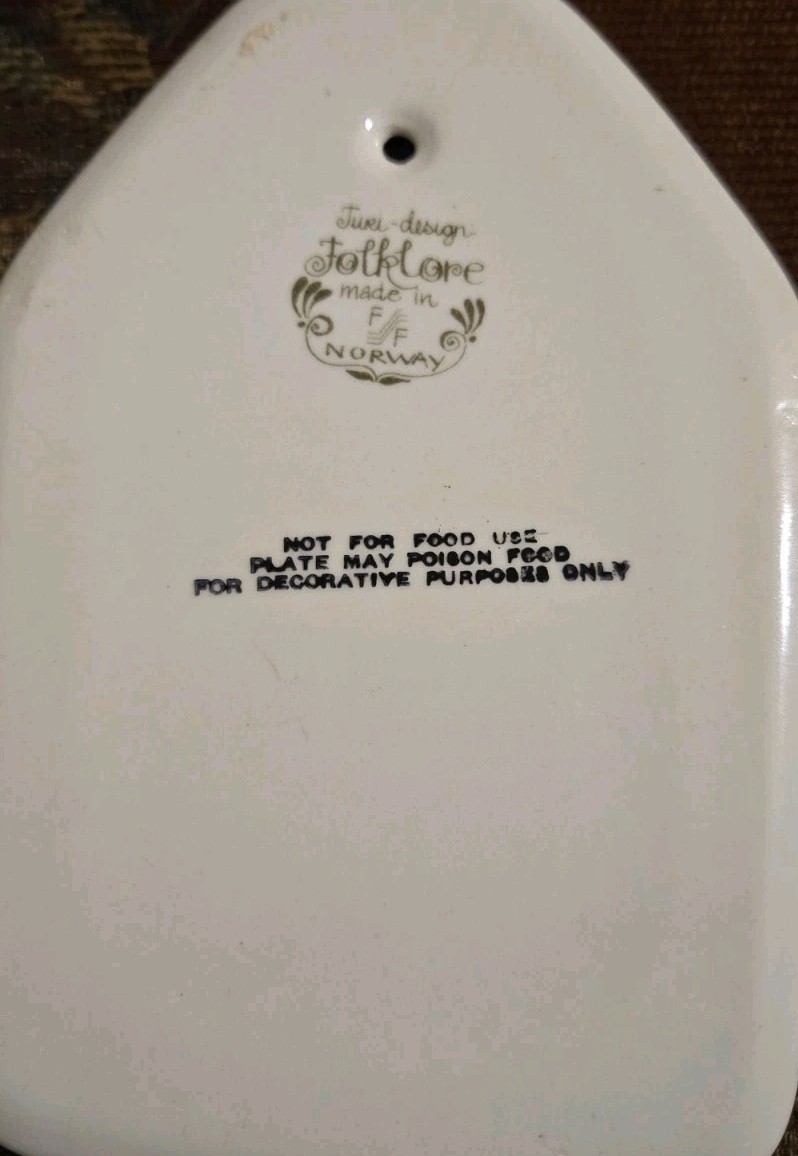 Turi-design
Folklore
made in
F
F
NORWAY
NOT FOR FOOD USE
PLATE MAY POISON FOOD
FOR DECORATIVE PURPOSES ONLY